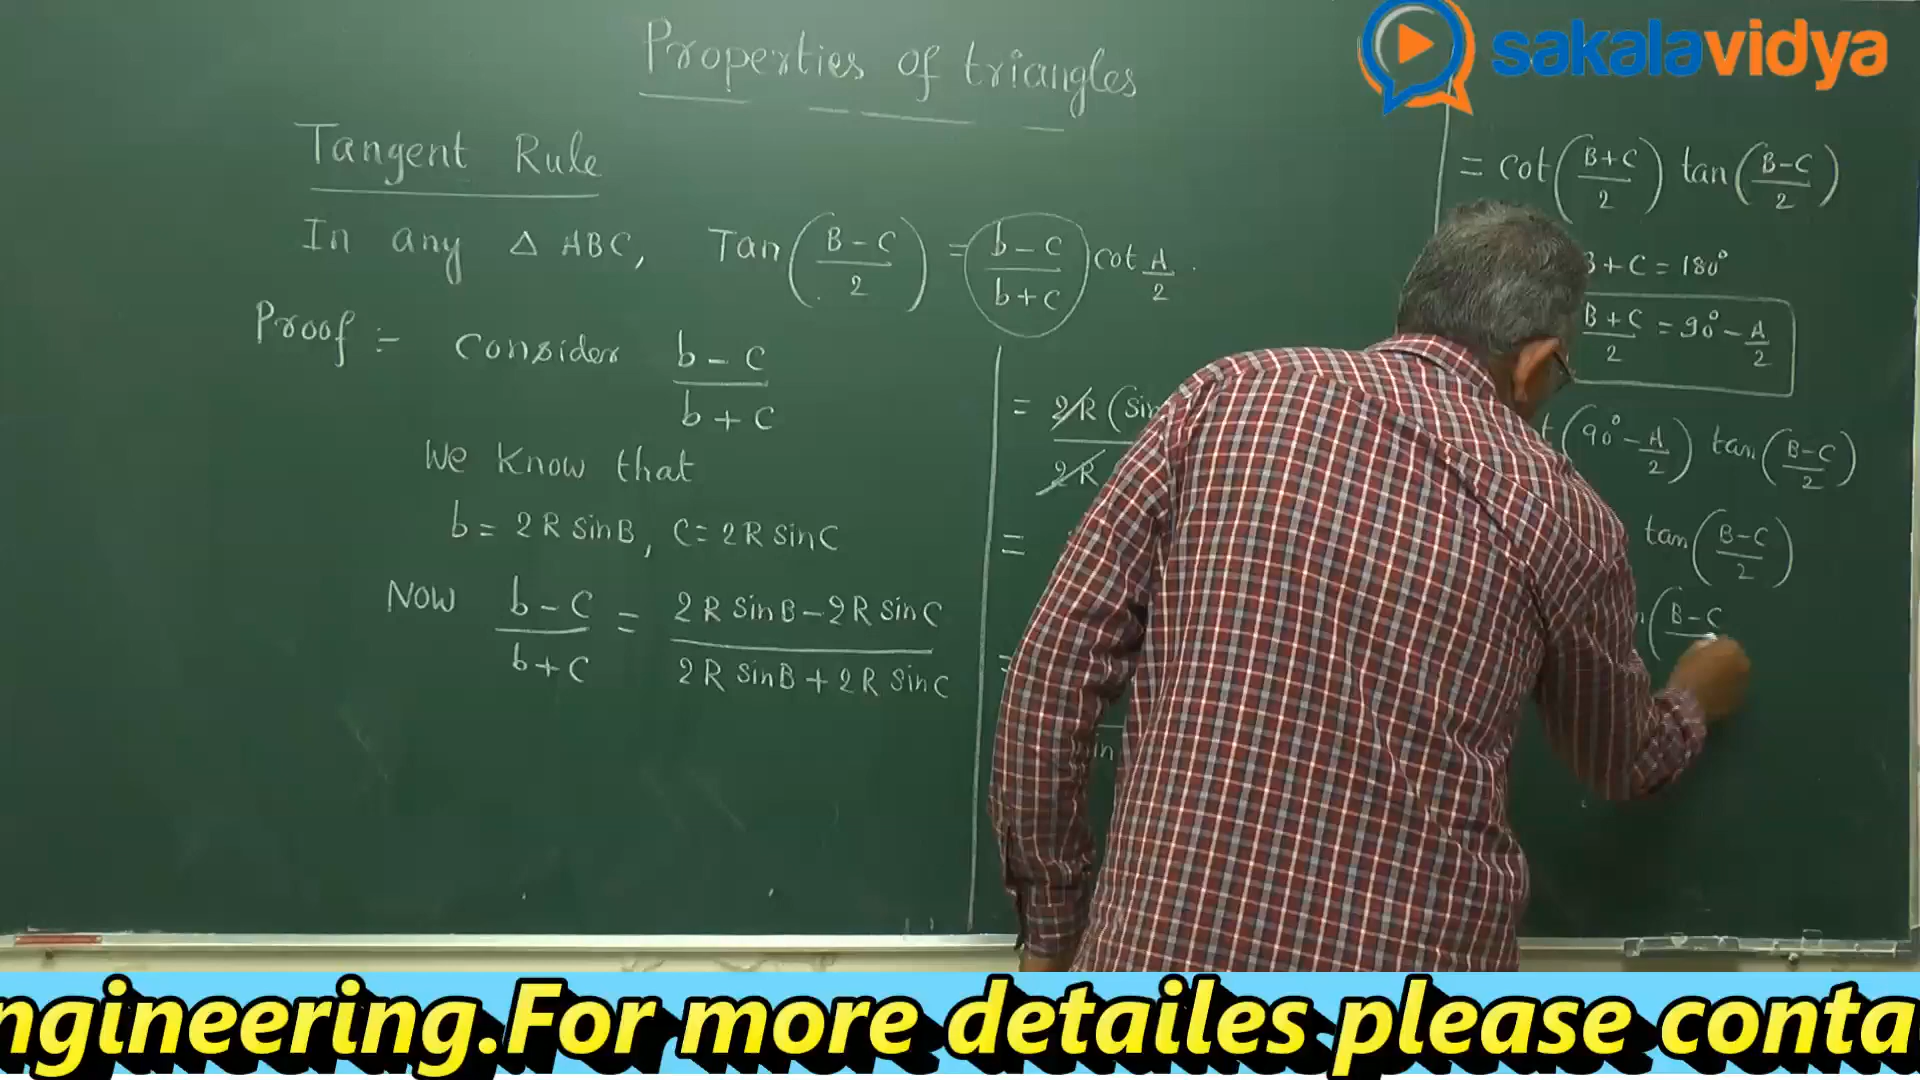 Properties of triangles
sakalavidya
Tangent Rule
In any △ ABC, Tan((B-C)/2) = (b-c)/(b+c) cot A/2.
Proof :- Consider (b-c)/(b+c)
We know that
b = 2R sinB, c = 2R sinC
Now (b-c)/(b+c) = (2R sinB - 2R sinC)/(2R sinB + 2R sinC)
= 2R (Sin
2R
=
=
in
= cot((B+C)/2) tan((B-C)/2)
B+C = 180°
(B+C)/2 = 90° - A/2
(90° - A/2) tan((B-C)/2)
tan((B-C)/2)
(B-C
ngineering.For more detailes please conta